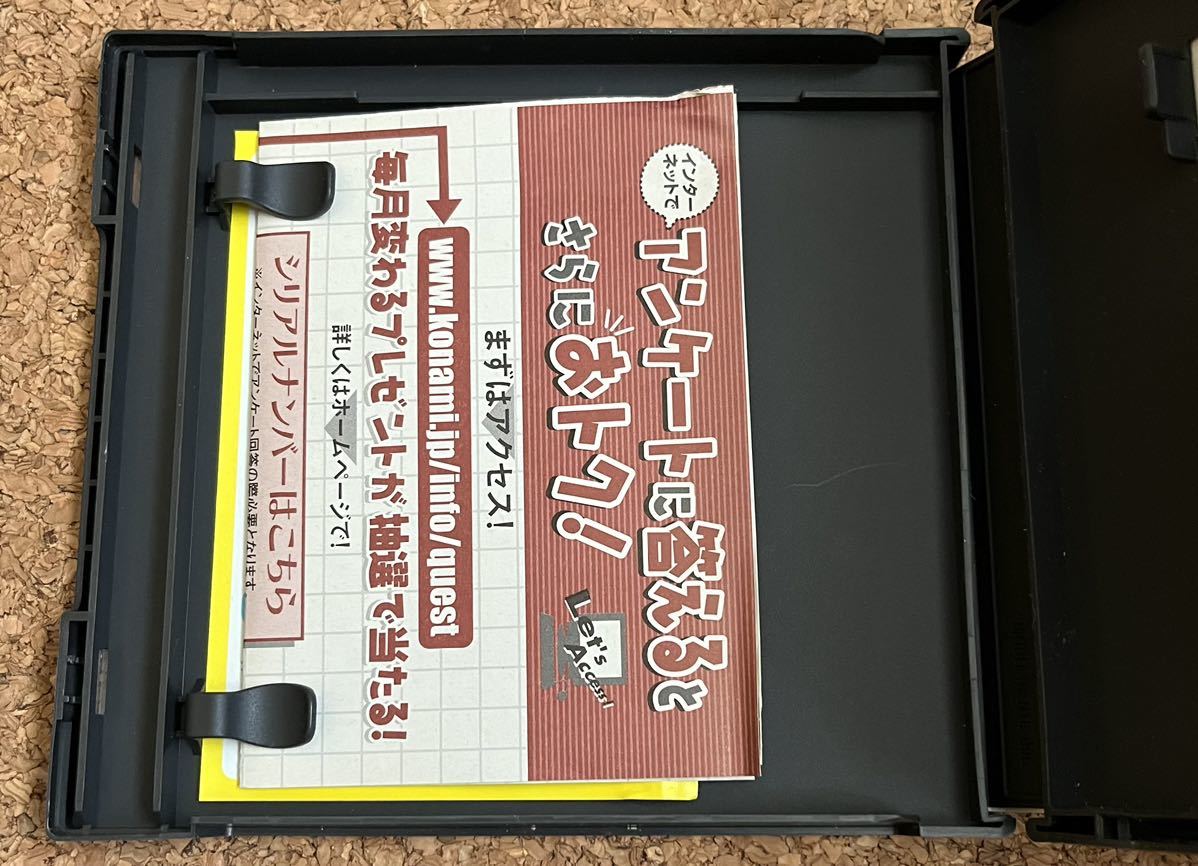 インター
ネットで
アンケートに答えると
さらにおトク!
Let's
Access!
まずはアクセス!
www.konami.jp/info/quest
毎月変わるプレゼントが抽選で当たる!
詳しくはホームページで!
シリアルナンバーはこちら
※インターネットでアンケート回答の際必要となります